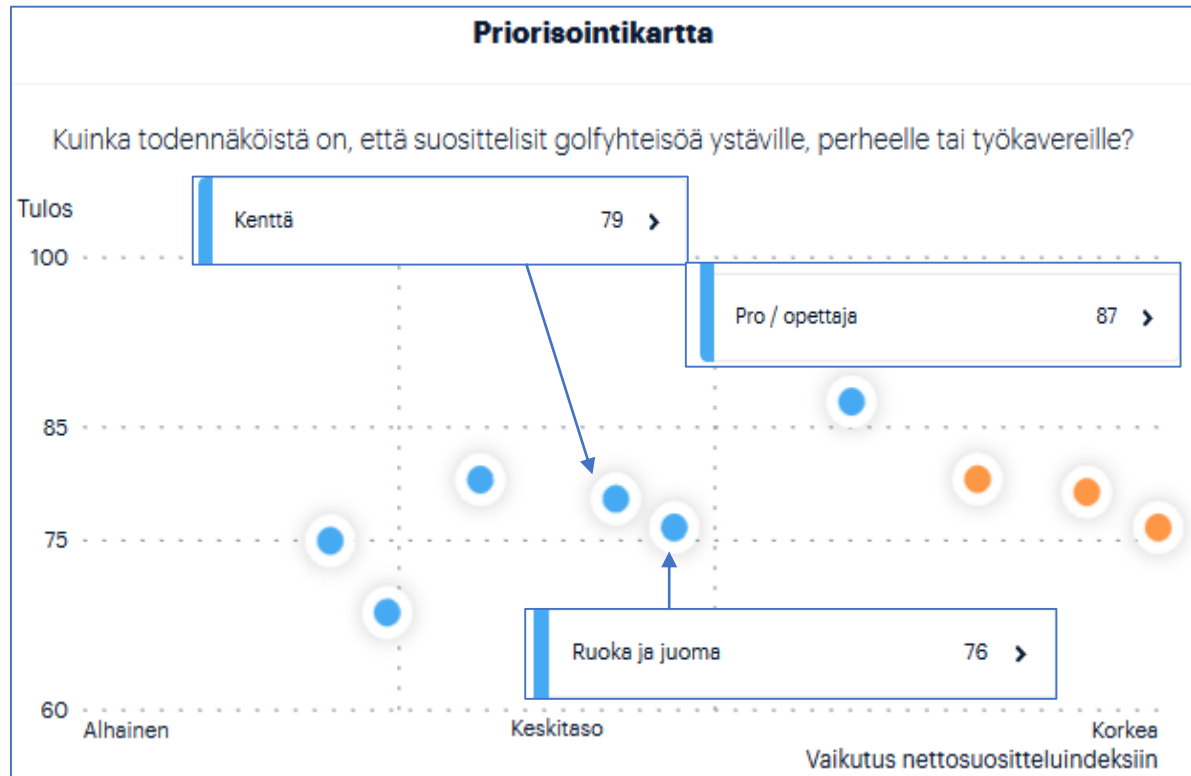 Priorisointikartta
Kuinka todennäköistä on, että suosittelisit golfyhteisöä ystäville, perheelle tai työkavereille?
Tulos
Kenttä 79
100
Pro / opettaja 87
85
75
Ruoka ja juoma 76
60
Alhainen Keskitaso Korkea
Vaikutus nettosuositteluindeksiin